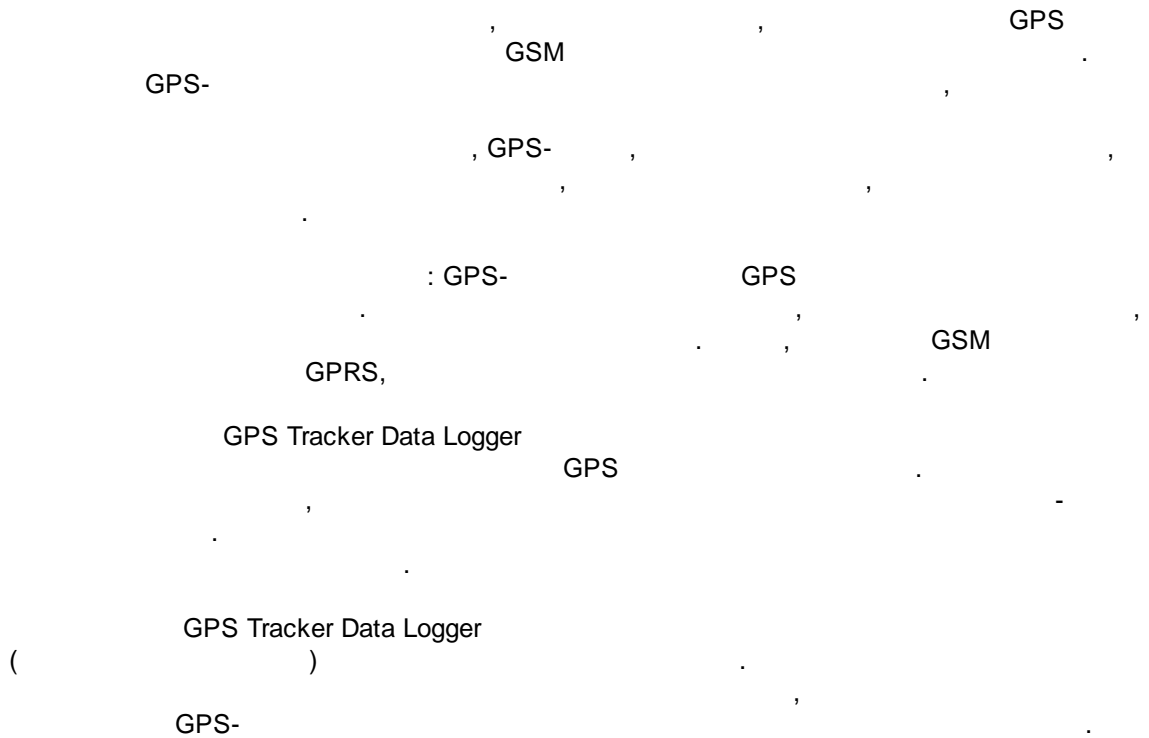 , , GPS
GSM .
GPS- ,
, GPS- , ,
, ,
.
: GPS- GPS
. , ,
. , GSM
GPRS, .
GPS Tracker Data Logger
GPS .
, -
.
.
GPS Tracker Data Logger
( ) .
,
GPS- .